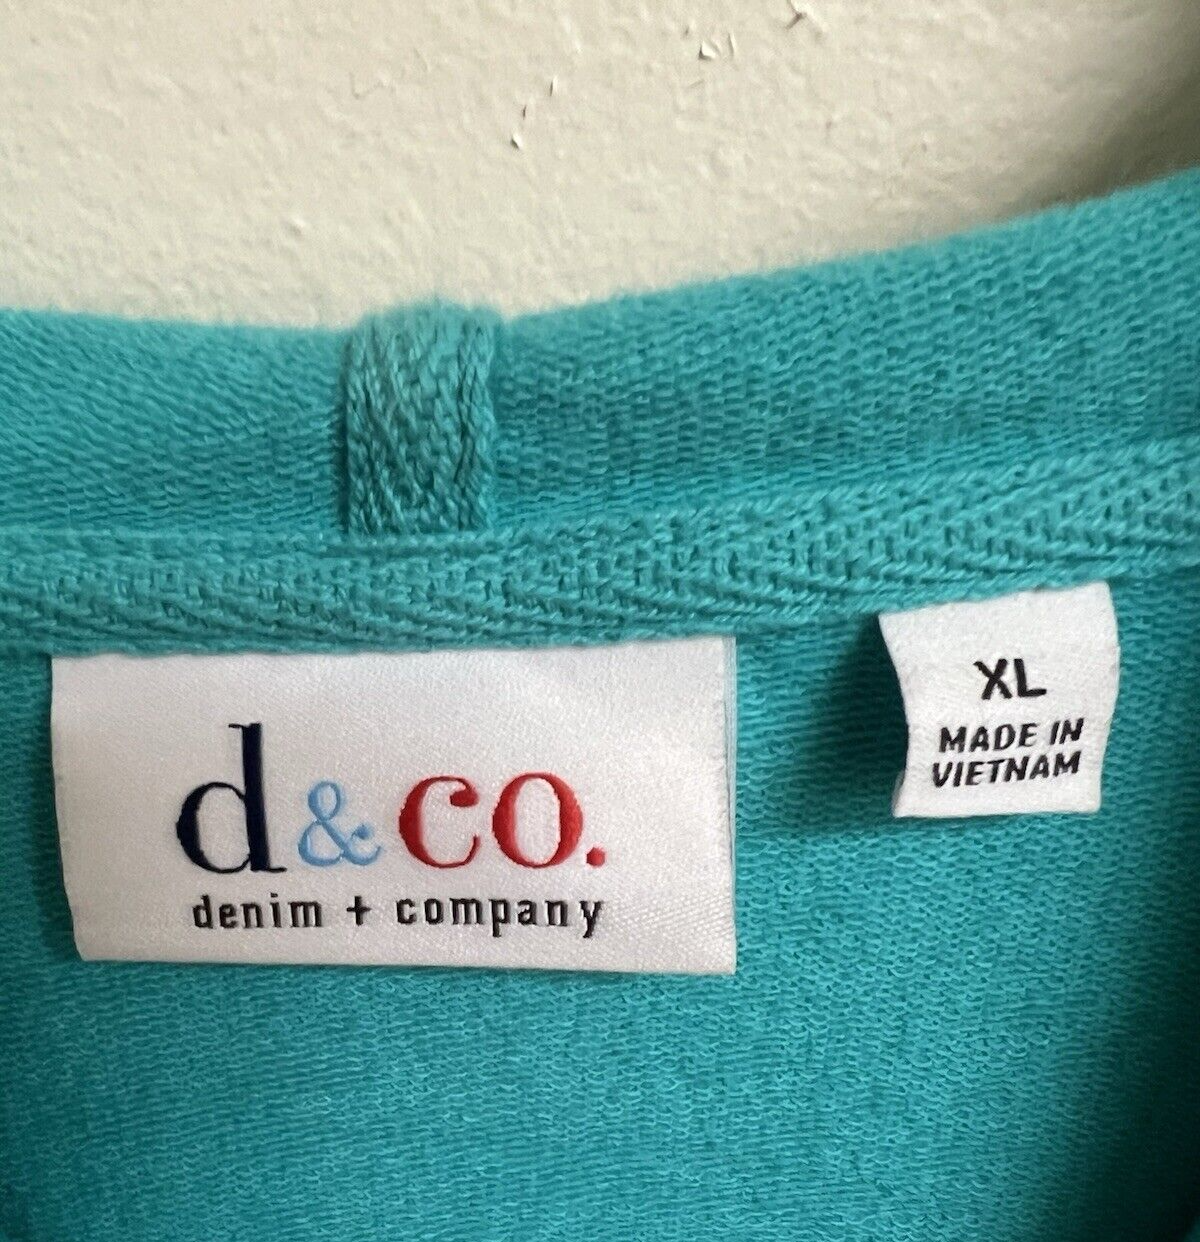 d&co.
denim + company
XL
MADE IN
VIETNAM